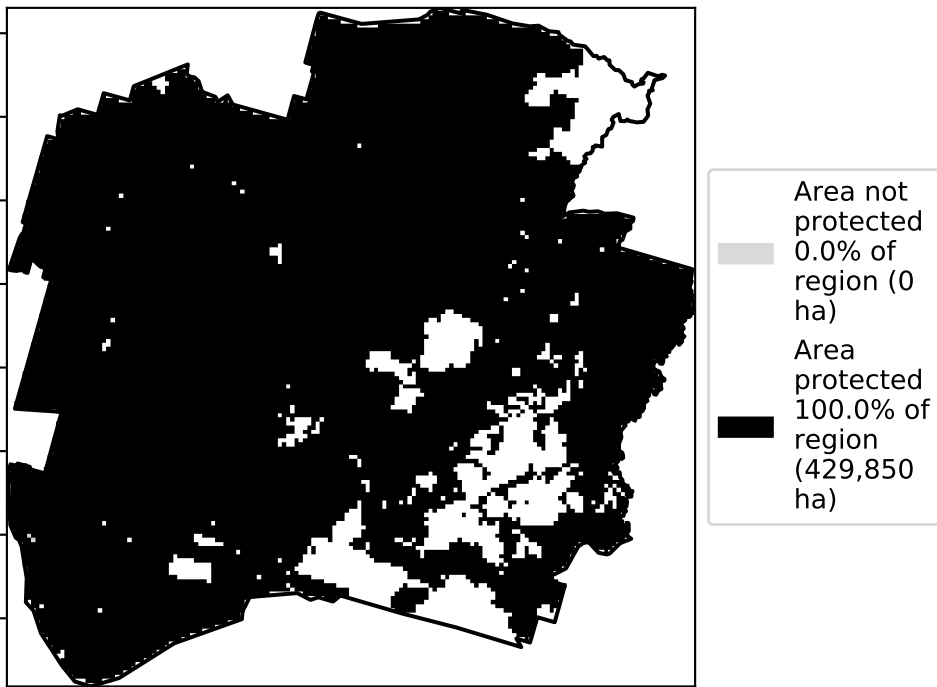 Area not
protected
0.0% of
region (0
ha)
Area
protected
100.0% of
region
(429,850
ha)